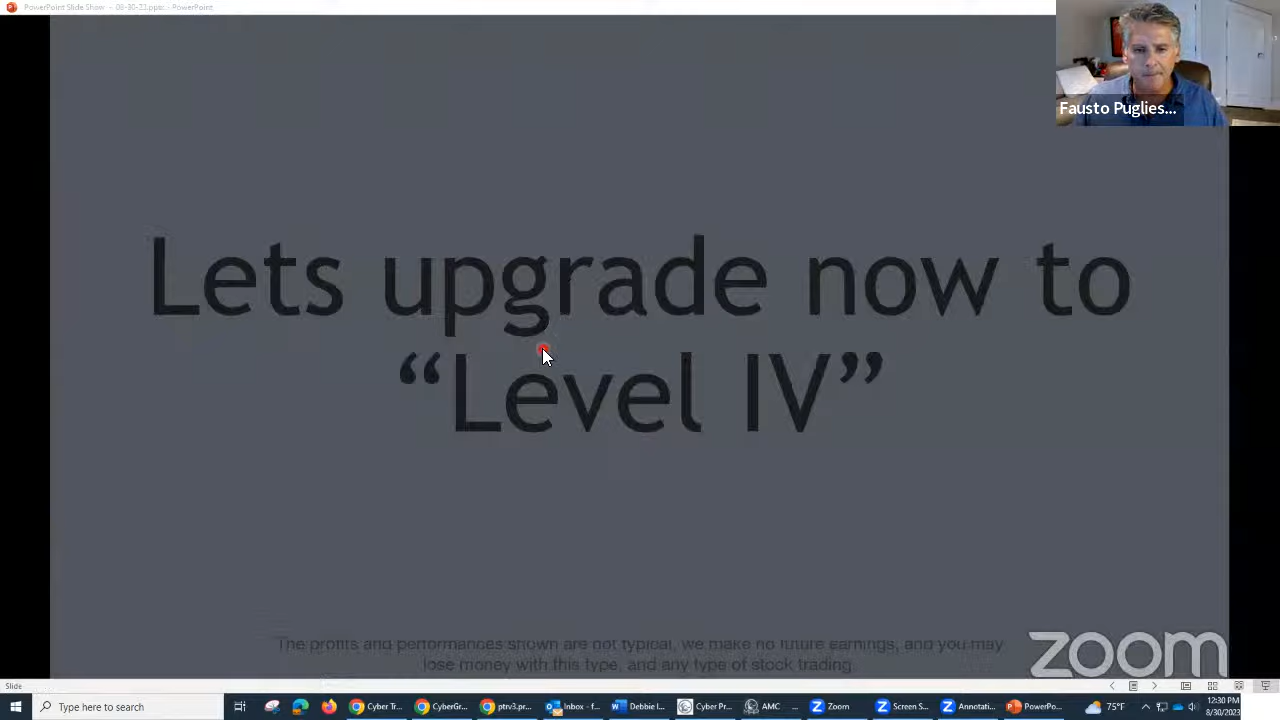 PowerPoint Slide Show - 08-30-23.pptx - PowerPoint
Fausto Puglies...
Lets upgrade now to
“Level IV”
The profits and performances shown are not typical, we make no future earnings, and you may
lose money with this type, and any type of stock trading.
zoom
Slide
Type here to search
Cyber Tr...
CyberGr...
ptrv3.pr...
Inbox - f...
Debbie I...
Cyber Pr...
AMC
Zoom
Screen S...
Annotati...
PowerPo...
75°F
12:30 PM
8/30/2023